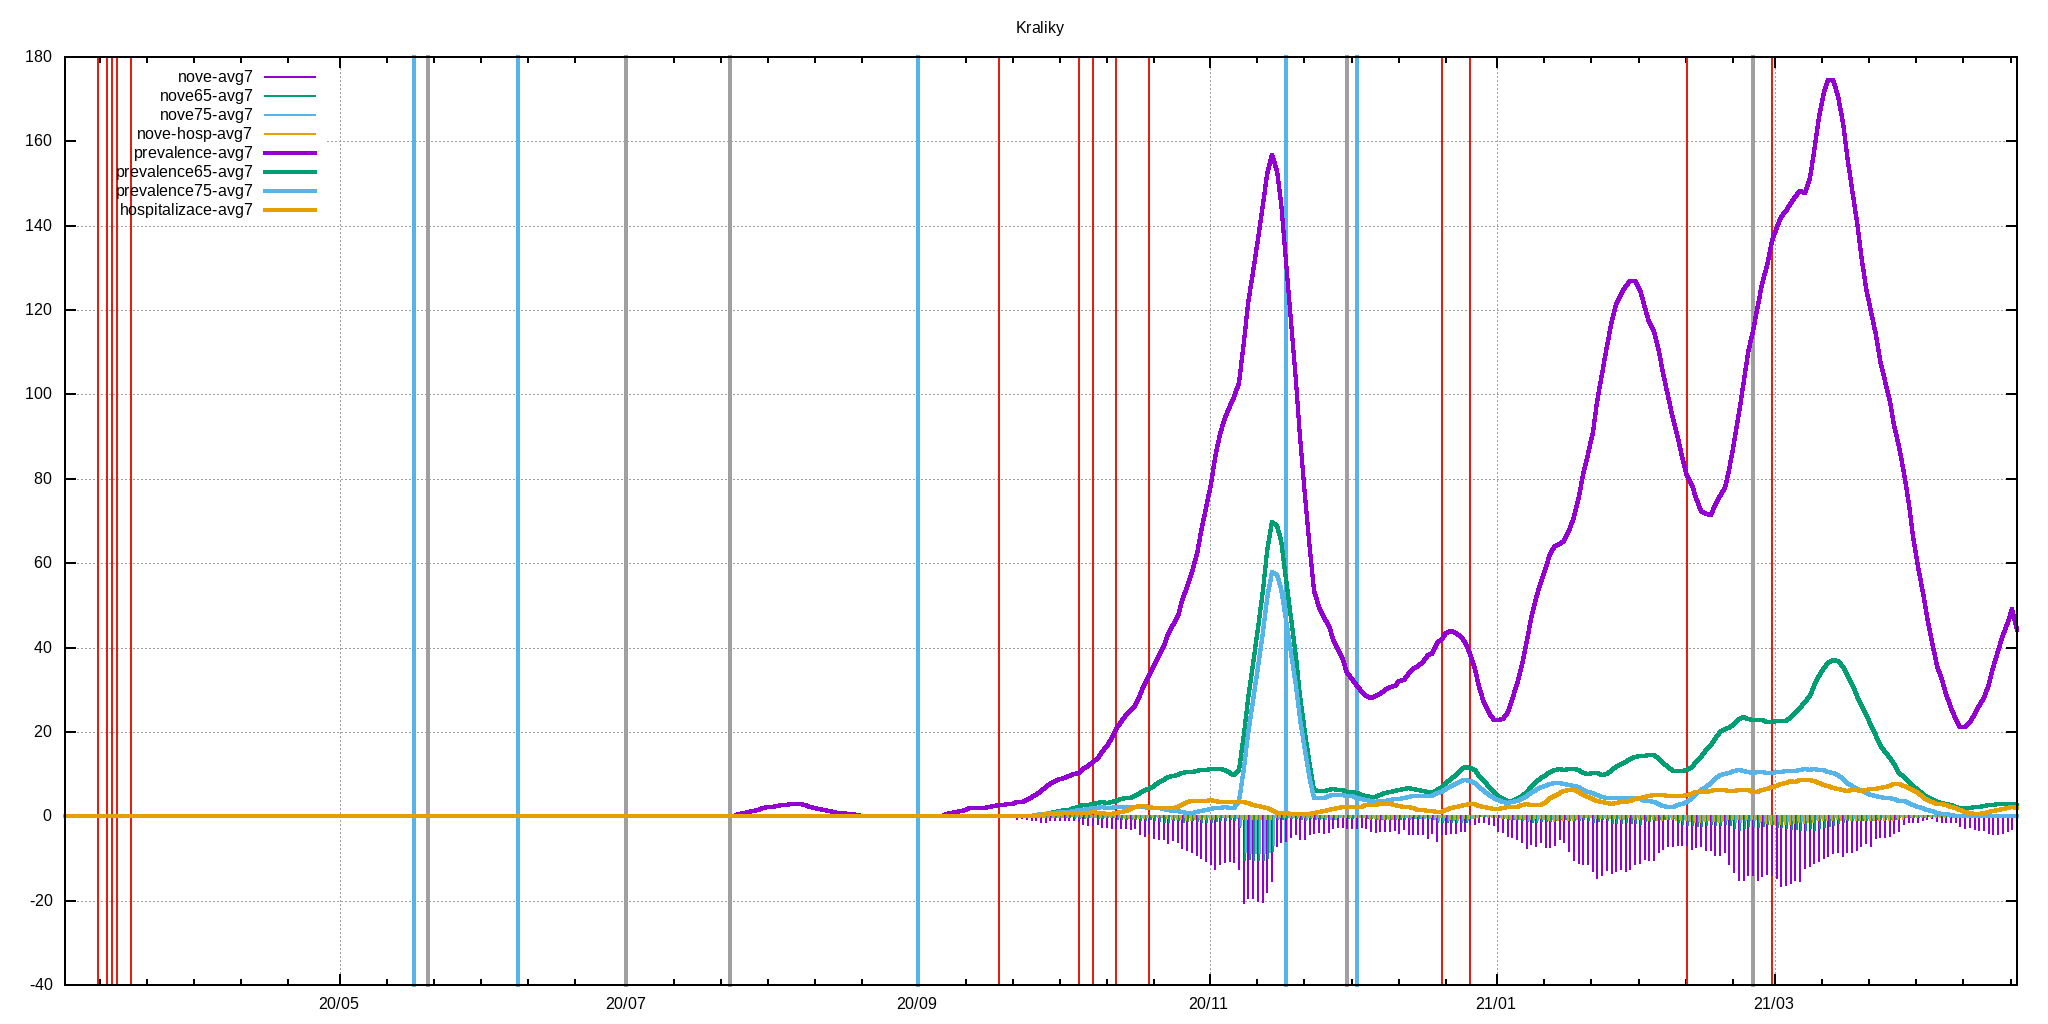 Kraliky
180
160
140
120
100
80
60
40
20
0
-20
-40
nove-avg7
nove65-avg7
nove75-avg7
nove-hosp-avg7
prevalence-avg7
prevalence65-avg7
prevalence75-avg7
hospitalizace-avg7
20/05 20/07 20/09 20/11 21/01 21/03